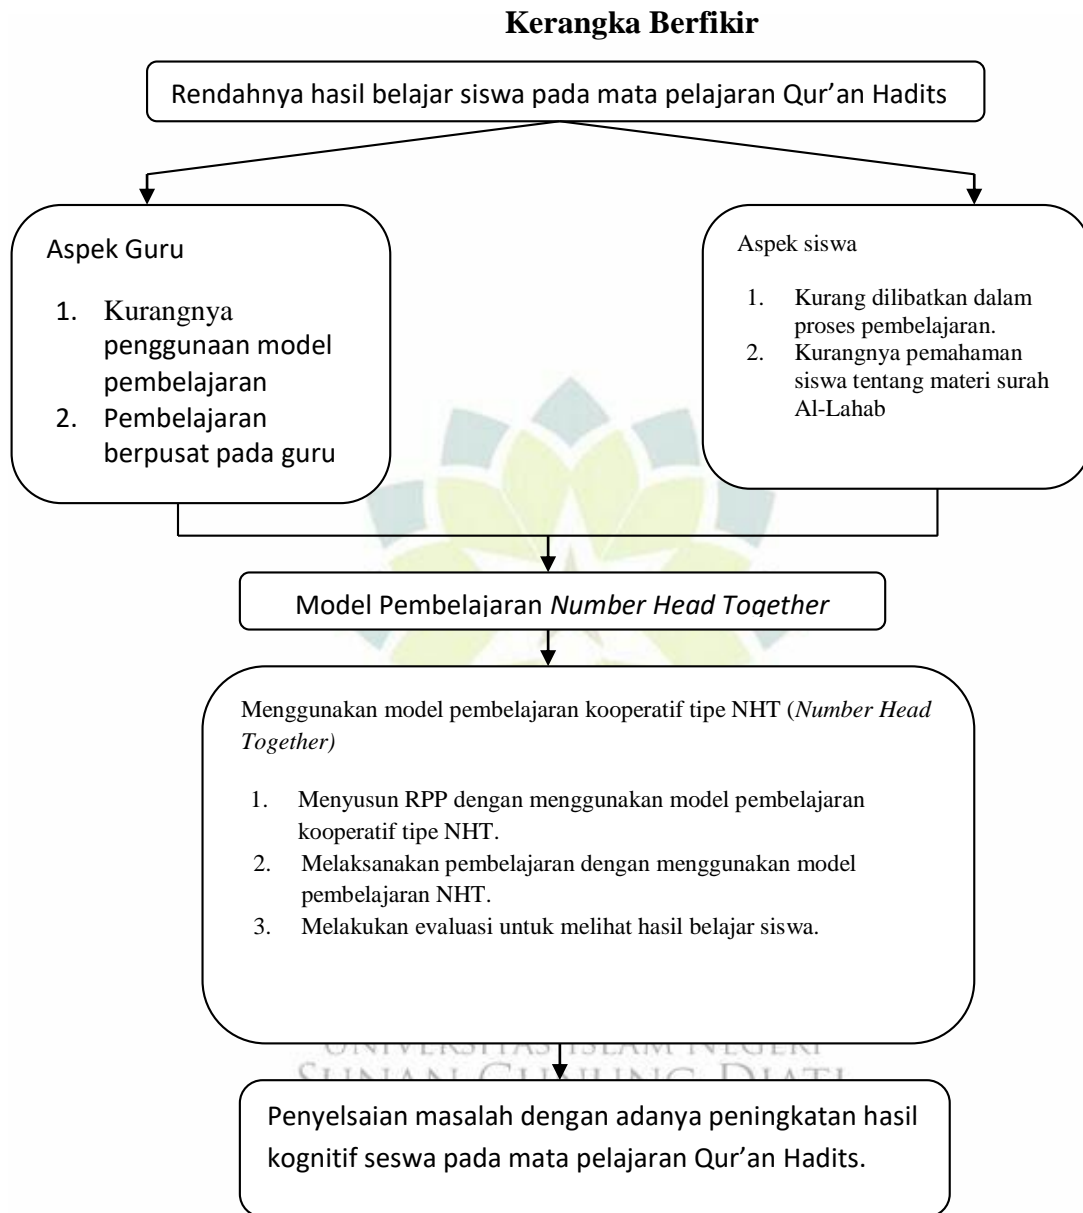 Kerangka Berfikir
Rendahnya hasil belajar siswa pada mata pelajaran Qur’an Hadits
Aspek Guru
1. Kurangnya
penggunaan model
pembelajaran
2. Pembelajaran
berpusat pada guru
Aspek siswa
1. Kurang dilibatkan dalam
proses pembelajaran.
2. Kurangnya pemahaman
siswa tentang materi surah
Al-Lahab
Model Pembelajaran Number Head Together
Menggunakan model pembelajaran kooperatif tipe NHT (Number Head
Together)
1. Menyusun RPP dengan menggunakan model pembelajaran
kooperatif tipe NHT.
2. Melaksanakan pembelajaran dengan menggunakan model
pembelajaran NHT.
3. Melakukan evaluasi untuk melihat hasil belajar siswa.
UNIVERSITAS ISLAM NEGERI
SUNAN GUNUNG DJATI
Penyelsaian masalah dengan adanya peningkatan hasil
kognitif seswa pada mata pelajaran Qur’an Hadits.